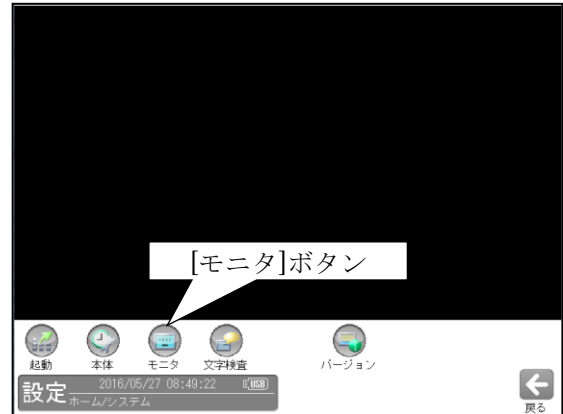 [モニタ]ボタン
起動 本体 モニタ 文字検査 バージョン
設定 2016/05/27 08:49:22 USB
ホーム/システム
戻る